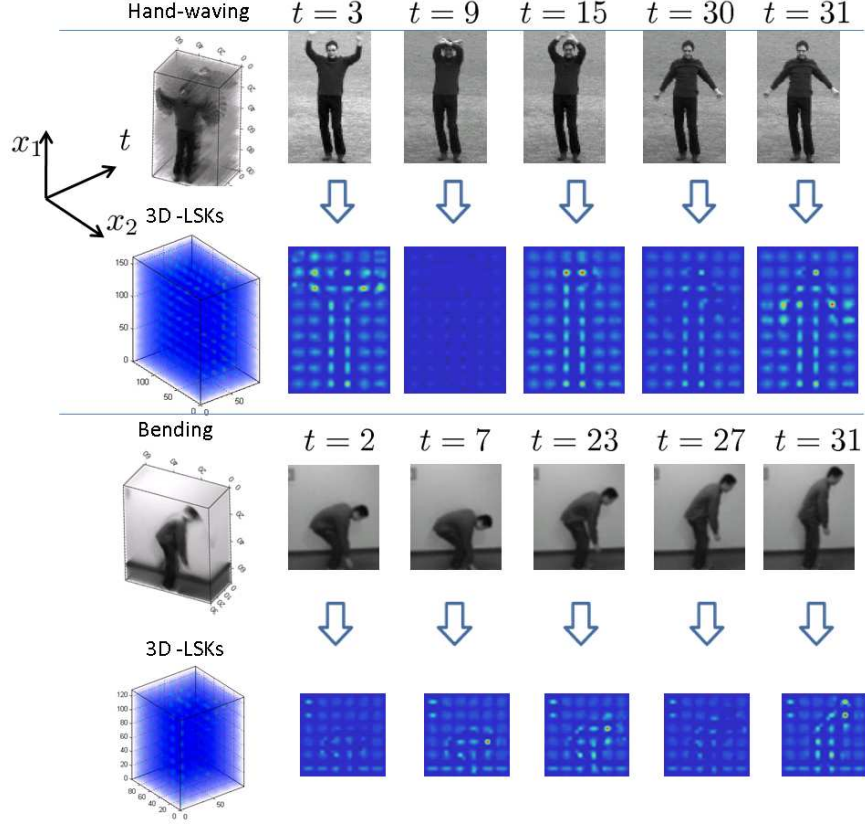 Hand-waving
t = 3
t = 9
t = 15
t = 30
t = 31
x1
t
x2
3D -LSKs
150
100
50
0
100
50
0
0
50
Bending
t = 2
t = 7
t = 23
t = 27
t = 31
3D -LSKs
120
100
80
60
40
20
0
80
60
40
20
0
0
50